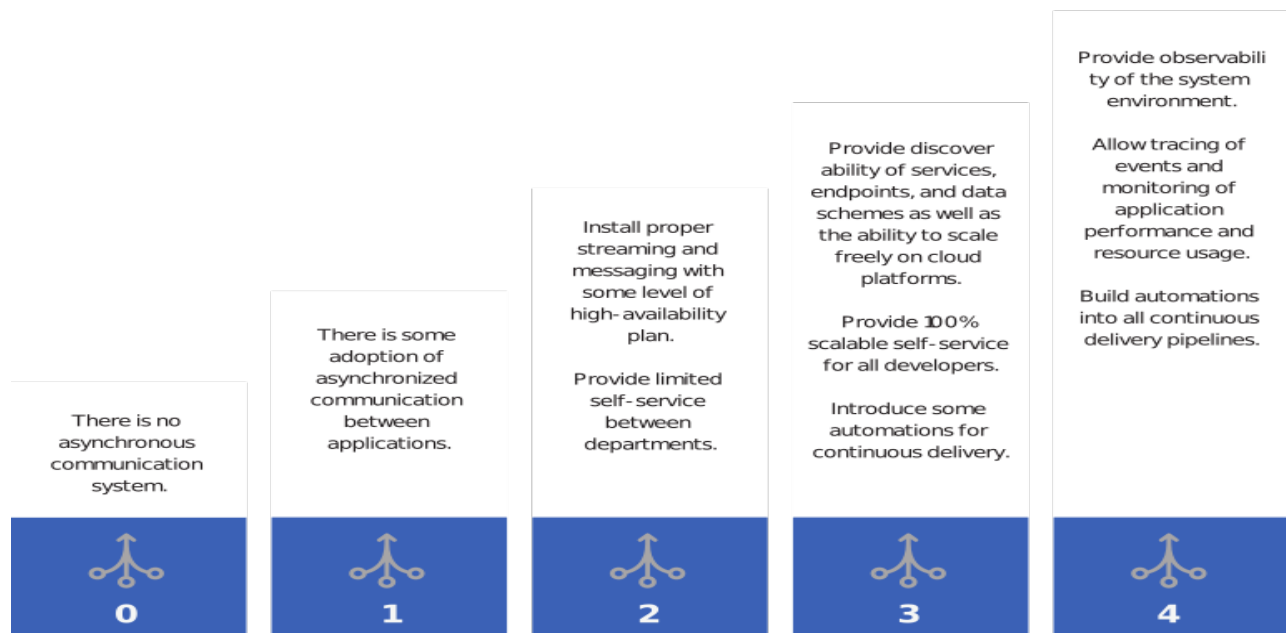 There is no
asynchronous
communication
system.
0
There is some
adoption of
asynchronized
communication
between
applications.
1
Install proper
streaming and
messaging with
some level of
high-availability
plan.
Provide limited
self-service
between
departments.
2
Provide discover
ability of services,
endpoints, and data
schemes as well as
the ability to scale
freely on cloud
platforms.
Provide 100%
scalable self-service
for all developers.
Introduce some
automations for
continuous delivery.
3
Provide observabili
ty of the system
environment.
Allow tracing of
events and
monitoring of
application
performance and
resource usage.
Build automations
into all continuous
delivery pipelines.
4